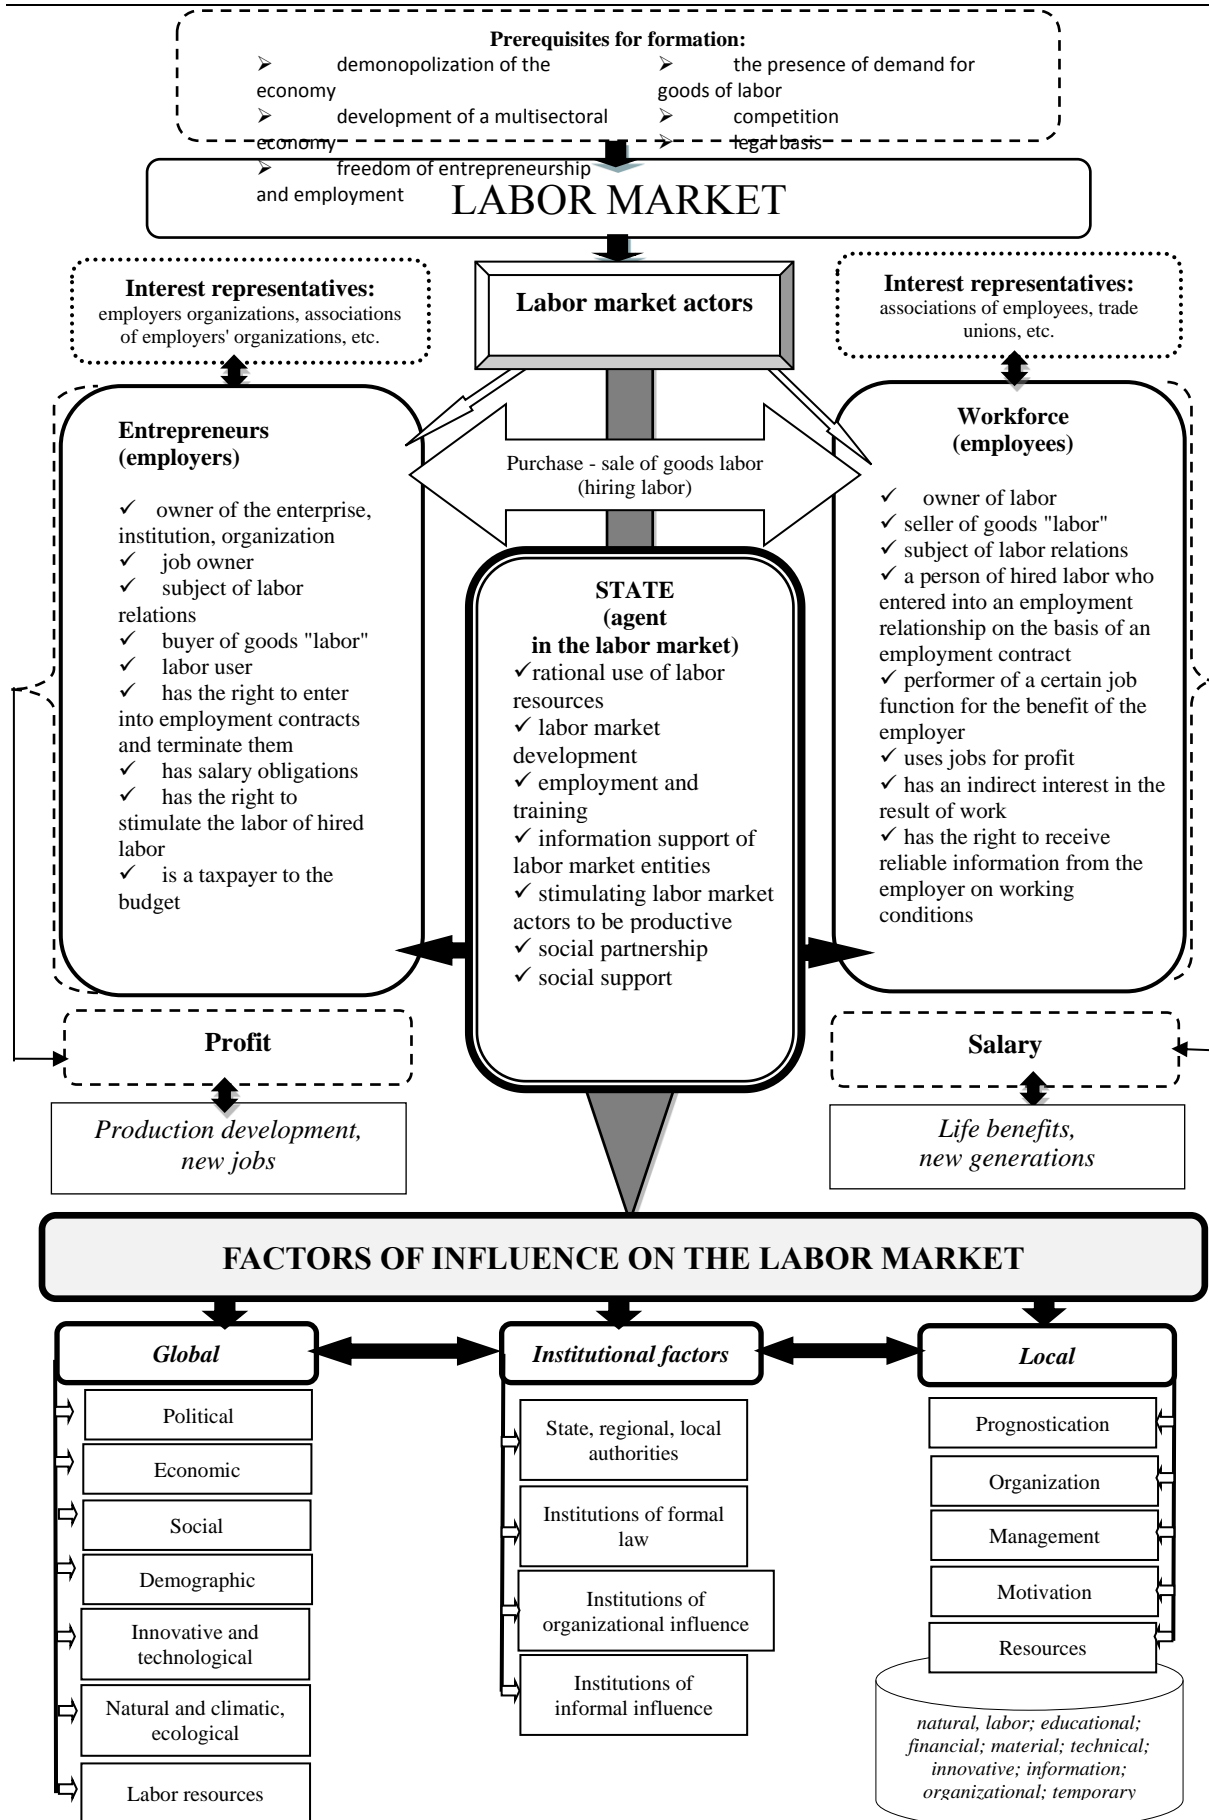 Prerequisites for formation:
➢ demonopolization of the
economy
➢ development of a multisectoral
economy
➢ freedom of entrepreneurship
and employment
➢ the presence of demand for
goods of labor
➢ competition
➢ legal basis
LABOR MARKET
Interest representatives:
employers organizations, associations
of employers' organizations, etc.
Labor market actors
Interest representatives:
associations of employees, trade
unions, etc.
Entrepreneurs
(employers)
✓ owner of the enterprise,
institution, organization
✓ job owner
✓ subject of labor
relations
✓ buyer of goods "labor"
✓ labor user
✓ has the right to enter
into employment contracts
and terminate them
✓ has salary obligations
✓ has the right to
stimulate the labor of hired
labor
✓ is a taxpayer to the
budget
Purchase - sale of goods labor
(hiring labor)
STATE
(agent
in the labor market)
✓rational use of labor
resources
✓ labor market
development
✓ employment and
training
✓ information support of
labor market entities
✓ stimulating labor market
actors to be productive
✓ social partnership
✓ social support
Workforce
(employees)
✓ owner of labor
✓ seller of goods "labor"
✓ subject of labor relations
✓ a person of hired labor who
entered into an employment
relationship on the basis of an
employment contract
✓ performer of a certain job
function for the benefit of the
employer
✓ uses jobs for profit
✓ has an indirect interest in the
result of work
✓ has the right to receive
reliable information from the
employer on working
conditions
Profit
Production development,
new jobs
Salary
Life benefits,
new generations
FACTORS OF INFLUENCE ON THE LABOR MARKET
Global
Political
Economic
Social
Demographic
Innovative and
technological
Natural and climatic,
ecological
Labor resources
Institutional factors
State, regional, local
authorities
Institutions of formal
law
Institutions of
organizational influence
Institutions of
informal influence
Local
Prognostication
Organization
Management
Motivation
Resources
natural, labor; educational;
financial; material; technical;
innovative; information;
organizational; temporary